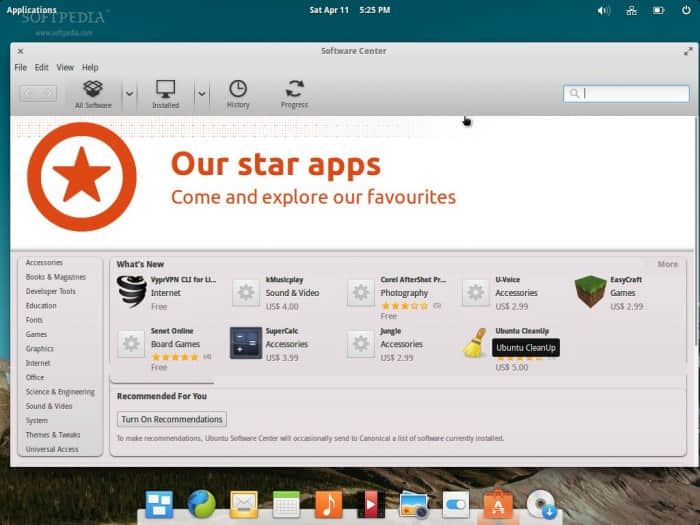 Applications
Sat Apr 11 5:25 PM
SOFTPEDIA
www.softpedia.com
Software Center
File Edit View Help
All Software
Installed
History
Progress
Our star apps
Come and explore our favourites
Accessories
Books & Magazines
Developer Tools
Education
Fonts
Games
Graphics
Internet
Office
Science & Engineering
Sound & Video
System
Themes & Tweaks
Universal Access
What's New
More
VyprVPN CLI for Li...
Internet
Free
kMusicplay
Sound & Video
US$ 4.00
Corel AfterShot Pr...
Photography
(5)
Free
U-Voice
Accessories
US$ 2.99
EasyCraft
Games
US$ 2.99
Senet Online
Board Games
(4)
Free
SuperCalc
Accessories
US$ 3.99
Jungle
Accessories
US$ 2.99
Ubuntu CleanUp
Ubuntu CleanUp
US$ 5.00
Recommended For You
Turn On Recommendations
To make recommendations, Ubuntu Software Center will occasionally send to Canonical a list of software currently installed.